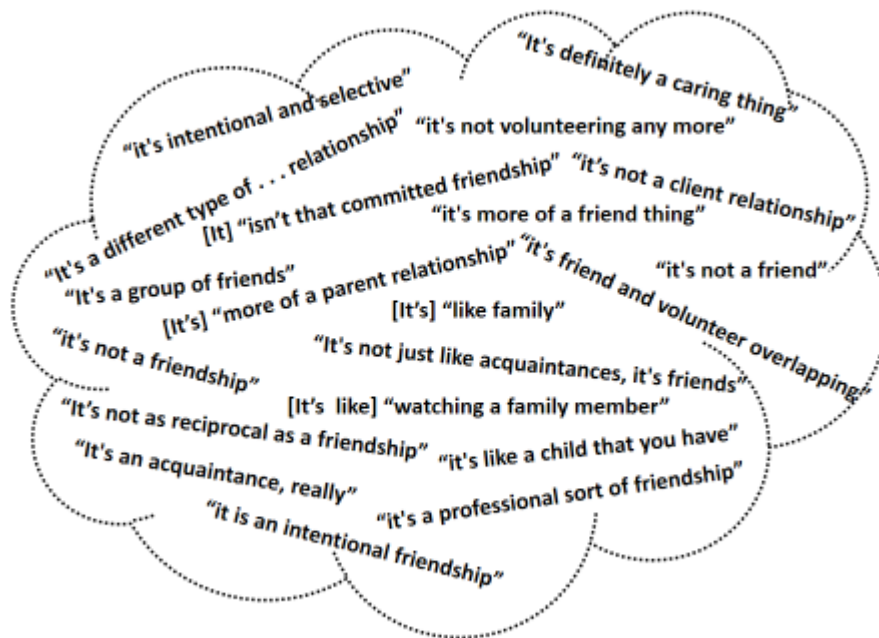 “It's definitely a caring thing”
“it's intentional and selective”
“it's not volunteering any more”
“It's a different type of . . . relationship”
[It] “isn’t that committed friendship”
“it’s not a client relationship”
“it's more of a friend thing”
“It's a group of friends”
[It’s] “more of a parent relationship”
“it's friend and volunteer overlapping”
“it's not a friend”
[It’s] “like family”
“it's not a friendship”
“It's not just like acquaintances, it's friends”
[It’s like] “watching a family member”
“It’s not as reciprocal as a friendship”
“it's like a child that you have”
“It's an acquaintance, really”
“it's a professional sort of friendship”
“it is an intentional friendship”